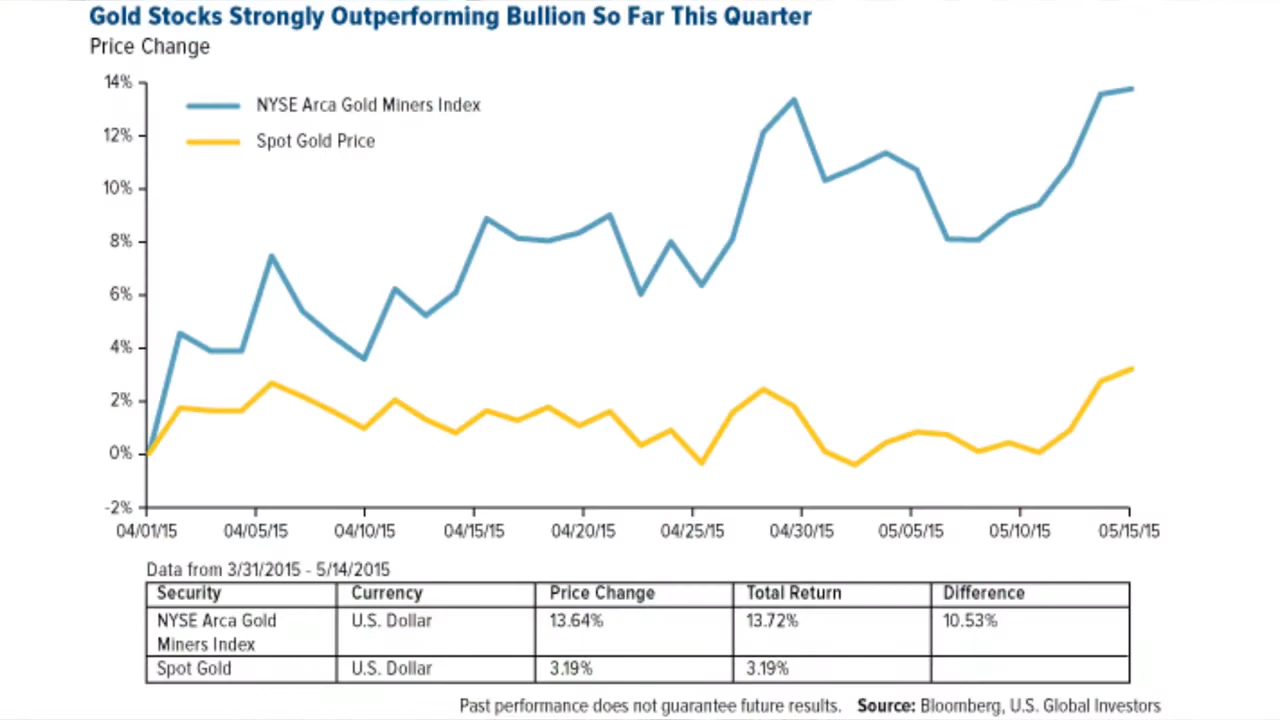 Gold Stocks Strongly Outperforming Bullion So Far This Quarter
Price Change
14%
NYSE Arca Gold Miners Index
12%
Spot Gold Price
10%
8%
6%
4%
2%
0%
-2%
04/01/15 04/05/15 04/10/15 04/15/15 04/20/15 04/25/15 04/30/15 05/05/15 05/10/15 05/15/15
Data from 3/31/2015 - 5/14/2015
Security Currency Price Change Total Return Difference
NYSE Arca Gold U.S. Dollar 13.64% 13.72% 10.53%
Miners Index
Spot Gold U.S. Dollar 3.19% 3.19%
Past performance does not guarantee future results. Source: Bloomberg, U.S. Global Investors